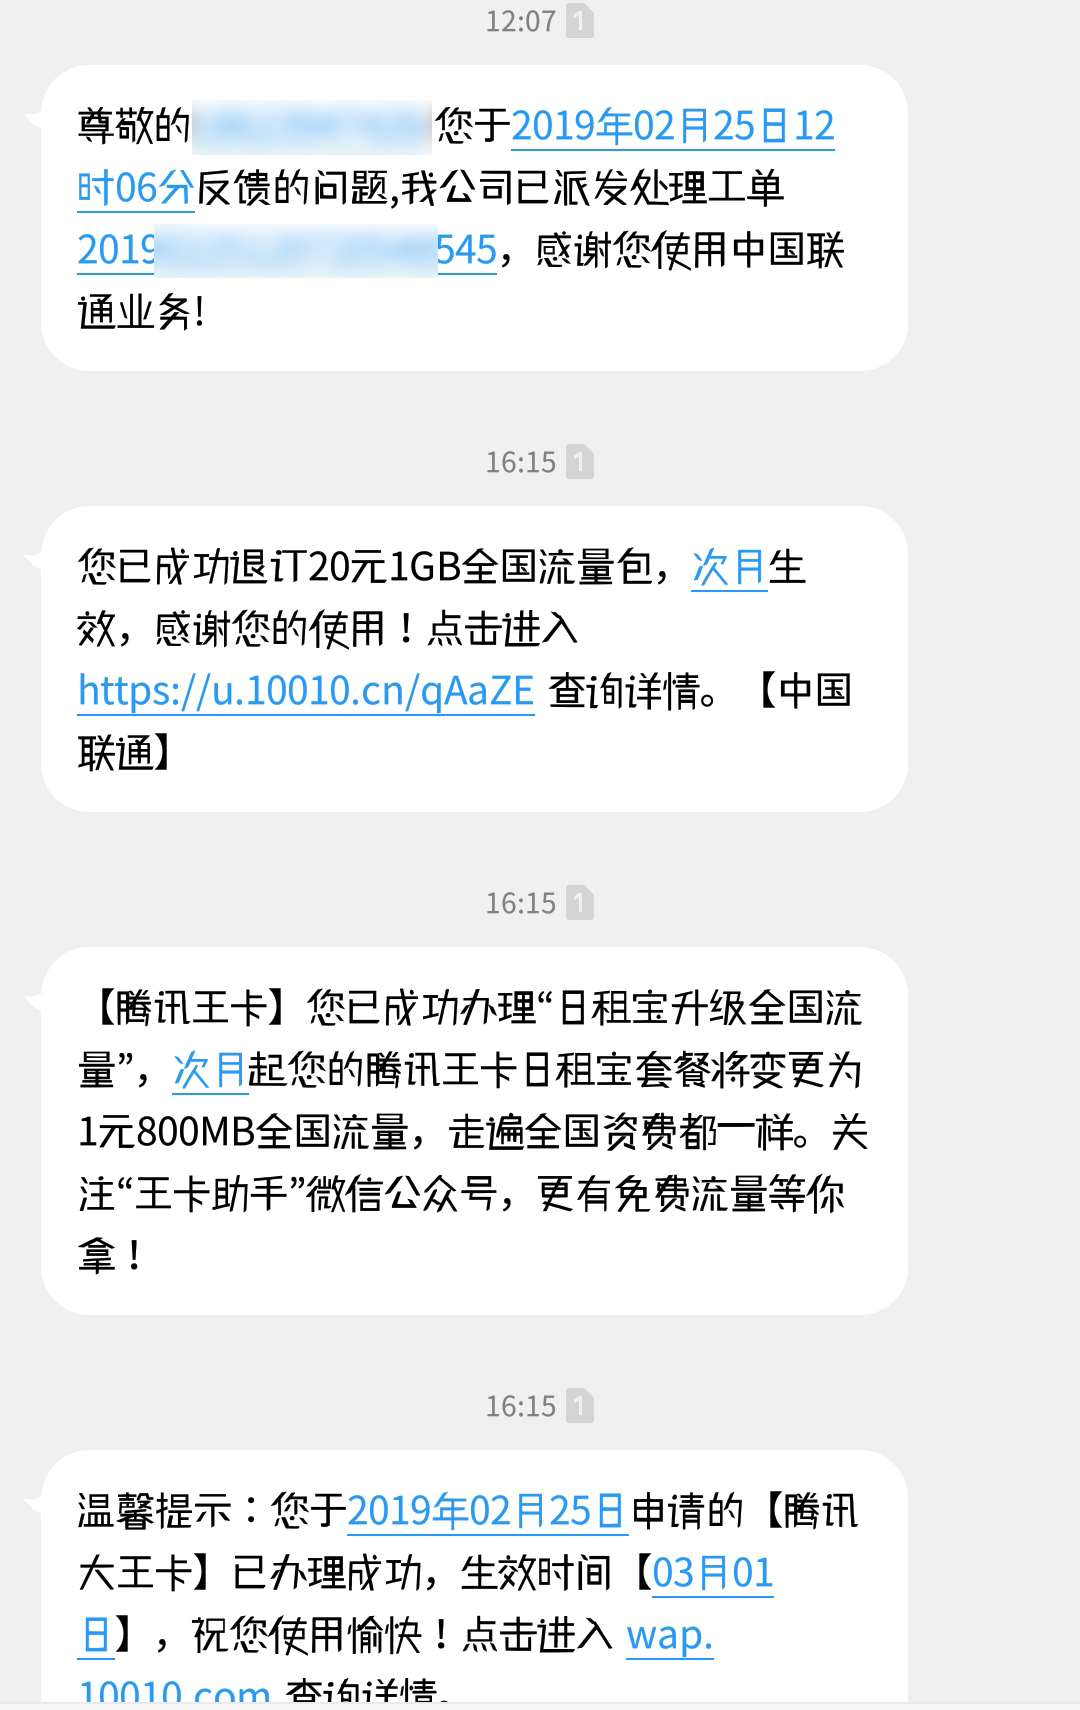 12:07 1
尊敬的 您于2019年02月25日12
时06分反馈的问题,我公司已派发处理工单
2019 545，感谢您使用中国联
通业务!
16:15 1
您已成功退订20元1GB全国流量包，次月生
效，感谢您的使用！点击进入
https://u.10010.cn/qAaZE 查询详情。【中国
联通】
16:15 1
【腾讯王卡】您已成功办理“日租宝升级全国流
量”，次月起您的腾讯王卡日租宝套餐将变更为
1元800MB全国流量，走遍全国资费都一样。关
注“王卡助手”微信公众号，更有免费流量等你
拿！
16:15 1
温馨提示：您于2019年02月25日申请的【腾讯
大王卡】已办理成功，生效时间【03月01
日】，祝您使用愉快！点击进入 wap.
10010.com 查询详情。